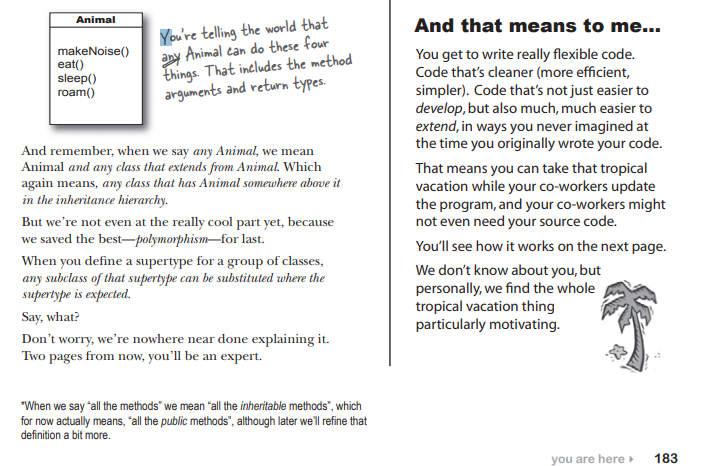 Animal
makeNoise()
eat()
sleep()
roam()
You're telling the world that
any Animal can do these four
things. That includes the method
arguments and return types.
And remember, when we say any Animal, we mean
Animal and any class that extends from Animal. Which
again means, any class that has Animal somewhere above it
in the inheritance hierarchy.
But we're not even at the really cool part yet, because
we saved the best—polymorphism—for last.
When you define a supertype for a group of classes,
any subclass of that supertype can be substituted where the
supertype is expected.
Say, what?
Don't worry, we're nowhere near done explaining it.
Two pages from now, you'll be an expert.
*When we say “all the methods” we mean “all the inheritable methods”, which
for now actually means, “all the public methods”, although later we'll refine that
definition a bit more.
And that means to me...
You get to write really flexible code.
Code that's cleaner (more efficient,
simpler). Code that's not just easier to
develop, but also much, much easier to
extend, in ways you never imagined at
the time you originally wrote your code.
That means you can take that tropical
vacation while your co-workers update
the program, and your co-workers might
not even need your source code.
You'll see how it works on the next page.
We don't know about you, but
personally, we find the whole
tropical vacation thing
particularly motivating.
you are here ▸ 183